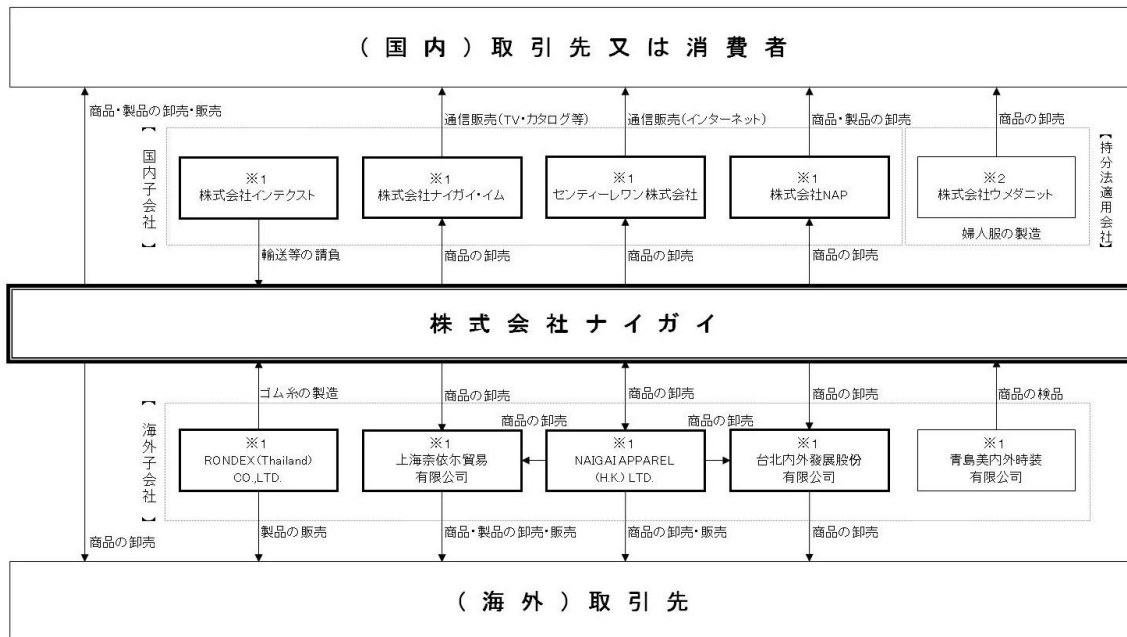 (国内)取引先又は消費者
商品・製品の卸売・販売
通信販売(TV・カタログ等)
通信販売(インターネット)
商品・製品の卸売
商品の卸売
【国内子会社】
※1
株式会社インテクスト
※1
株式会社ナイガイ・イム
※1
センティーレワン株式会社
※1
株式会社NAP
※2
株式会社ウメダニット
婦人服の製造
【持分法適用会社】
輸送等の請負
商品の卸売
商品の卸売
商品の卸売
株式会社ナイガイ
ゴム糸の製造
商品の卸売
商品の卸売
商品の卸売
商品の検品
【海外子会社】
商品の卸売
商品の卸売
※1
RONDEX(Thailand)
CO.,LTD.
※1
上海奈依尓貿易
有限公司
※1
NAIGAI APPAREL
(H.K.) LTD.
※1
台北内外發展股份
有限公司
※1
青島美内外時装
有限公司
商品の卸売
製品の販売
商品・製品の卸売・販売
商品の卸売・販売
商品の卸売
(海外)取引先